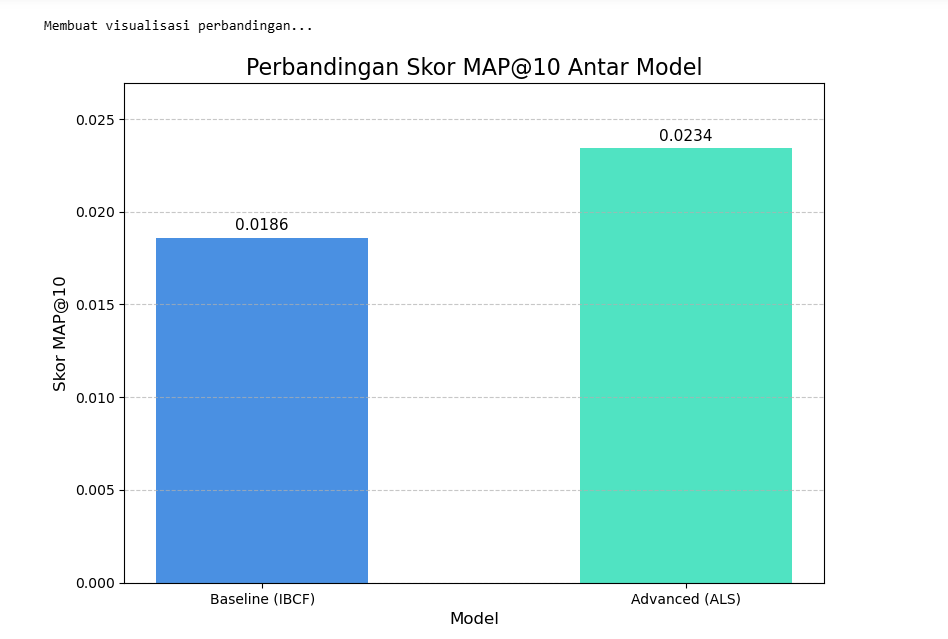 Membuat visualisasi perbandingan...
Perbandingan Skor MAP@10 Antar Model
0.025
0.020
0.015
0.010
0.005
0.000
Skor MAP@10
0.0186
0.0234
Baseline (IBCF)
Advanced (ALS)
Model